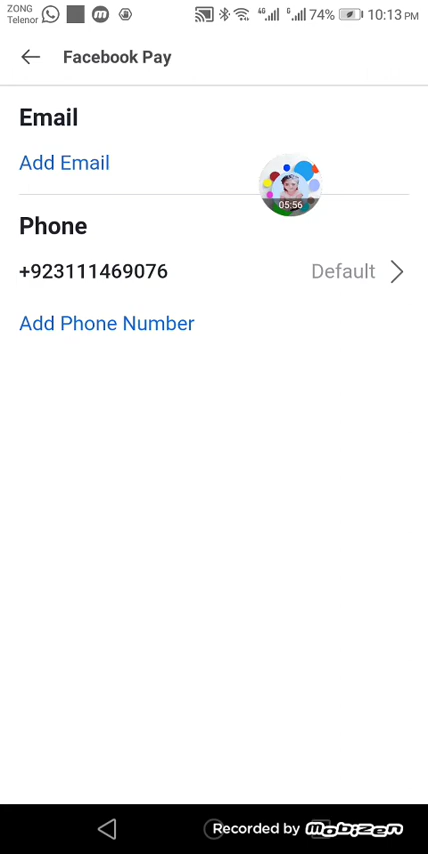 ZONG
Telenor
4G
G
74%
10:13 PM
Facebook Pay
Email
Add Email
05:56
Phone
+923111469076
Default
Add Phone Number
Recorded by mobizen